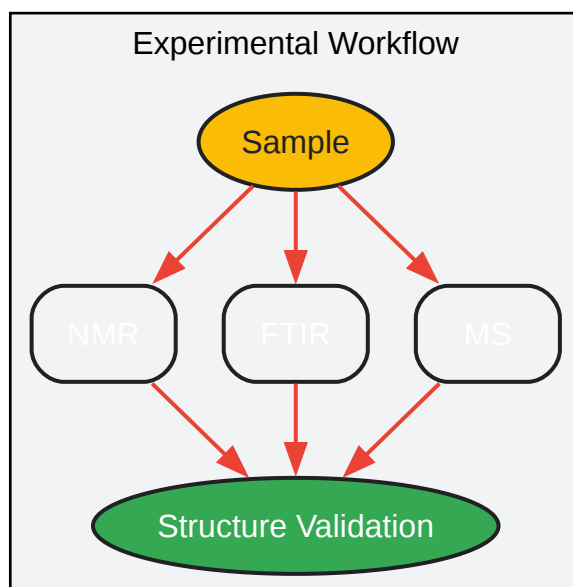 Experimental Workflow
Sample
NMR
FTIR
MS
Structure Validation